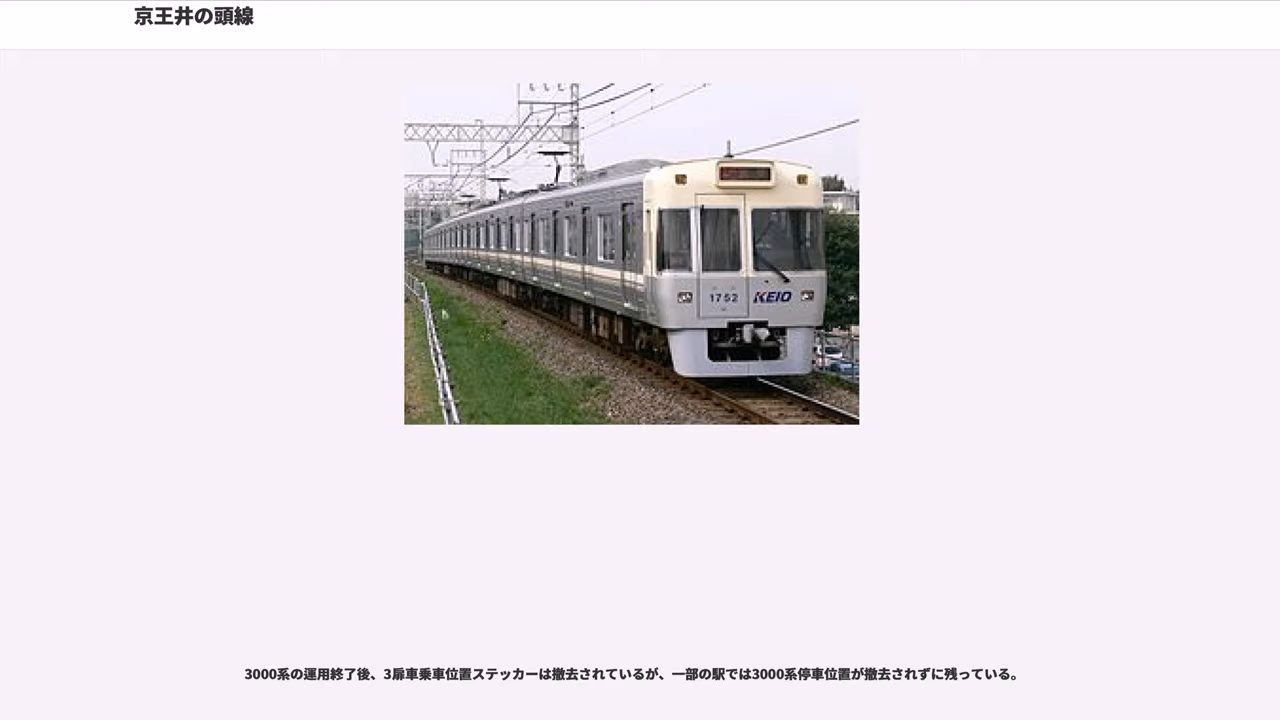 京王井の頭線
1752 KEIO
3000系の運用終了後、3扉車乗車位置ステッカーは撤去されているが、一部の駅では3000系停車位置が撤去されずに残っている。